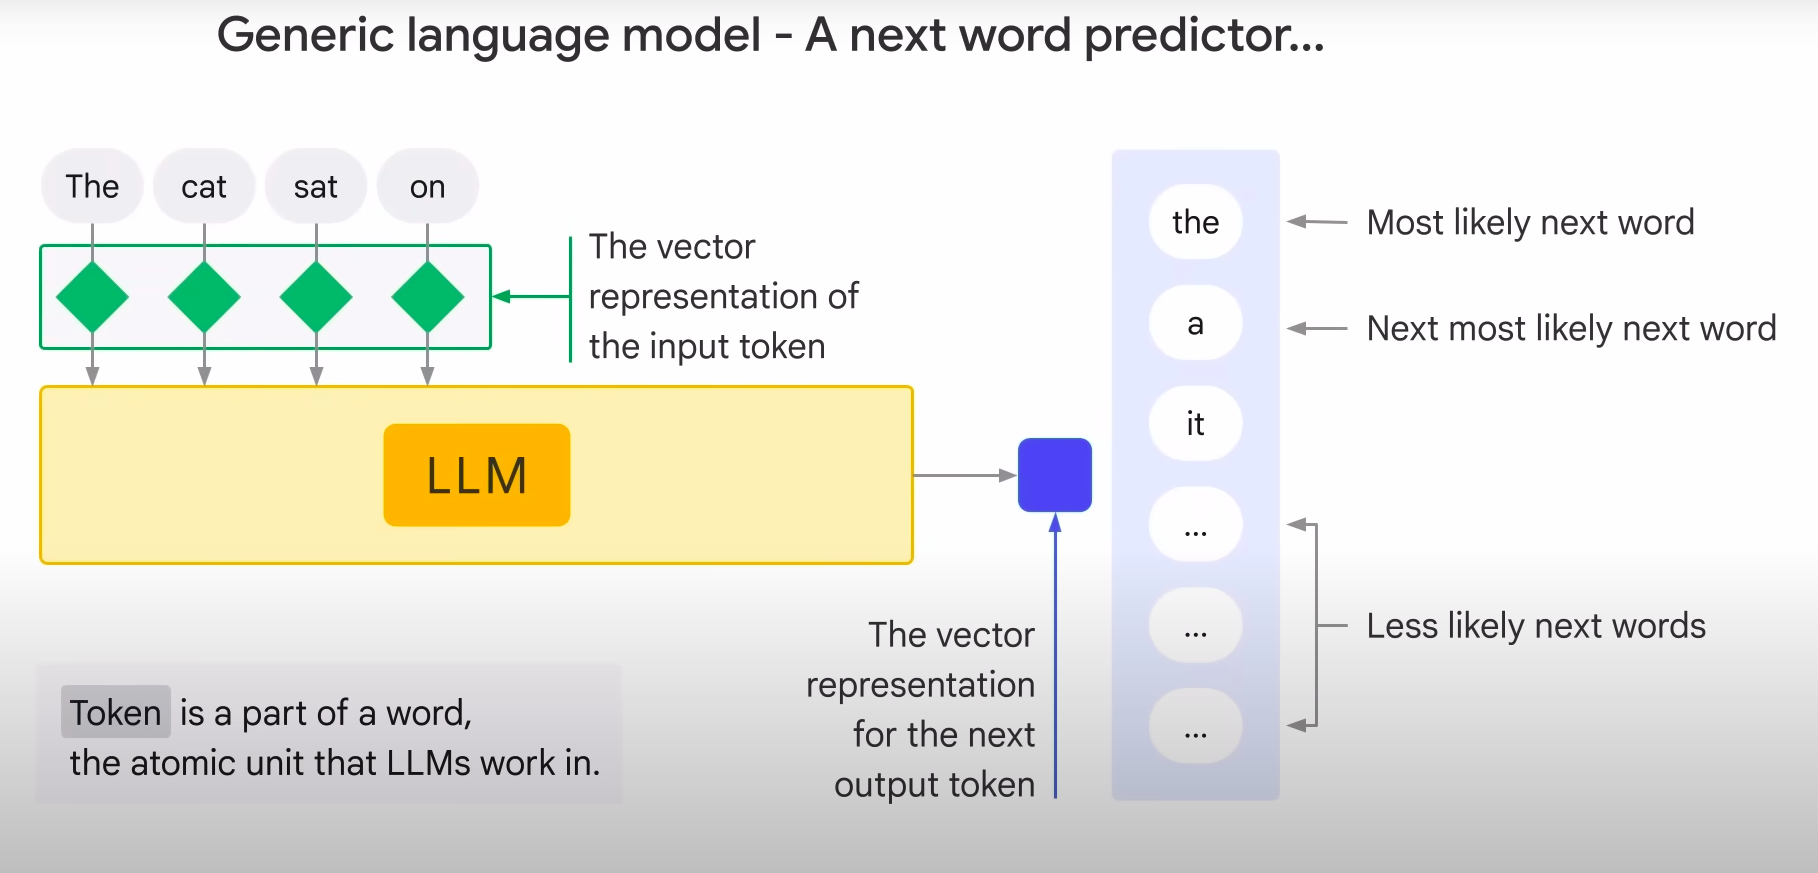 Generic language model - A next word predictor...
The cat sat on
The vector
representation of
the input token
LLM
the
a
it
...
...
...
Most likely next word
Next most likely next word
Less likely next words
The vector
representation
for the next
output token
Token is a part of a word,
the atomic unit that LLMs work in.